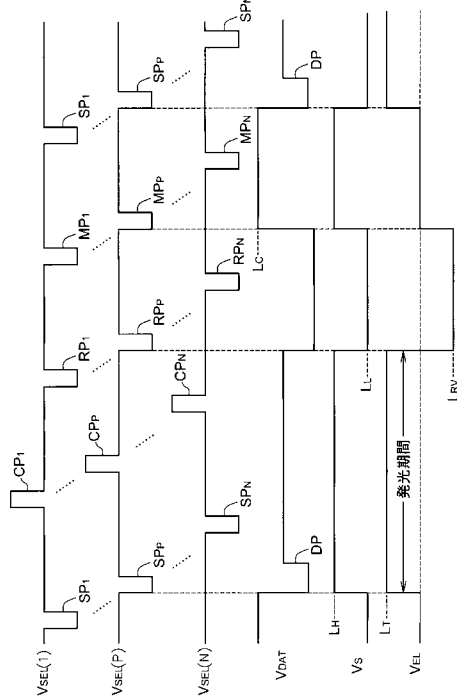 VSEL(1) SP1 CP1 RP1 MP1 SP1
VSEL(P) SPP CPP RPP MPP SPP
VSEL(N) SPN CPN RPN MPN SPN
VDAT DP LC DP
VS LH LL
発光期間
VEL LT LRV